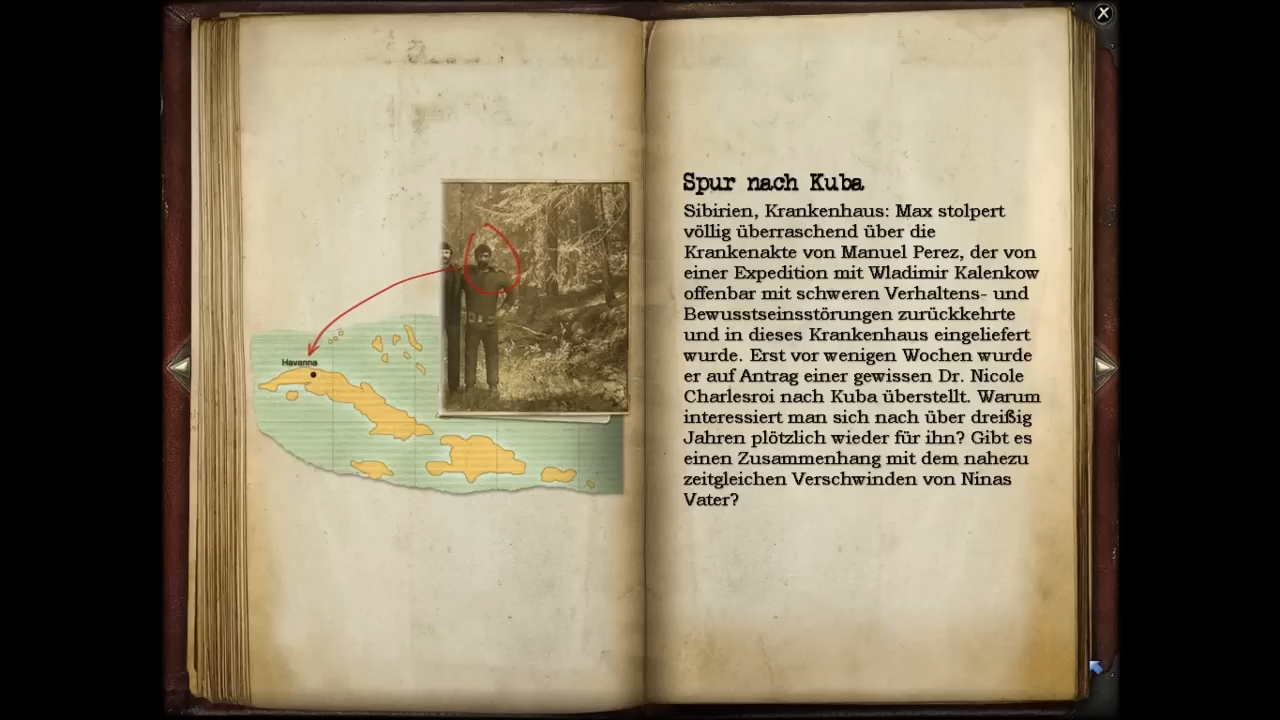 Havanna
Spur nach Kuba
Sibirien, Krankenhaus: Max stolpert
völlig überraschend über die
Krankenakte von Manuel Perez, der von
einer Expedition mit Wladimir Kalenkow
offenbar mit schweren Verhaltens- und
Bewusstseinsstörungen zurückkehrte
und in dieses Krankenhaus eingeliefert
wurde. Erst vor wenigen Wochen wurde
er auf Antrag einer gewissen Dr. Nicole
Charlesroi nach Kuba überstellt. Warum
interessiert man sich nach über dreißig
Jahren plötzlich wieder für ihn? Gibt es
einen Zusammenhang mit dem nahezu
zeitgleichen Verschwinden von Ninas
Vater?